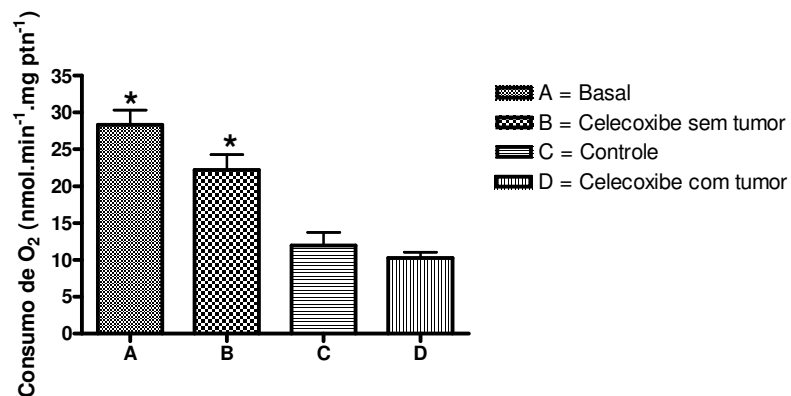 Consumo de O2 (nmol.min-1.mg ptn-1)
35
30
25
20
15
10
5
0
*
*
A
B
C
D
A = Basal
B = Celecoxibe sem tumor
C = Controle
D = Celecoxibe com tumor